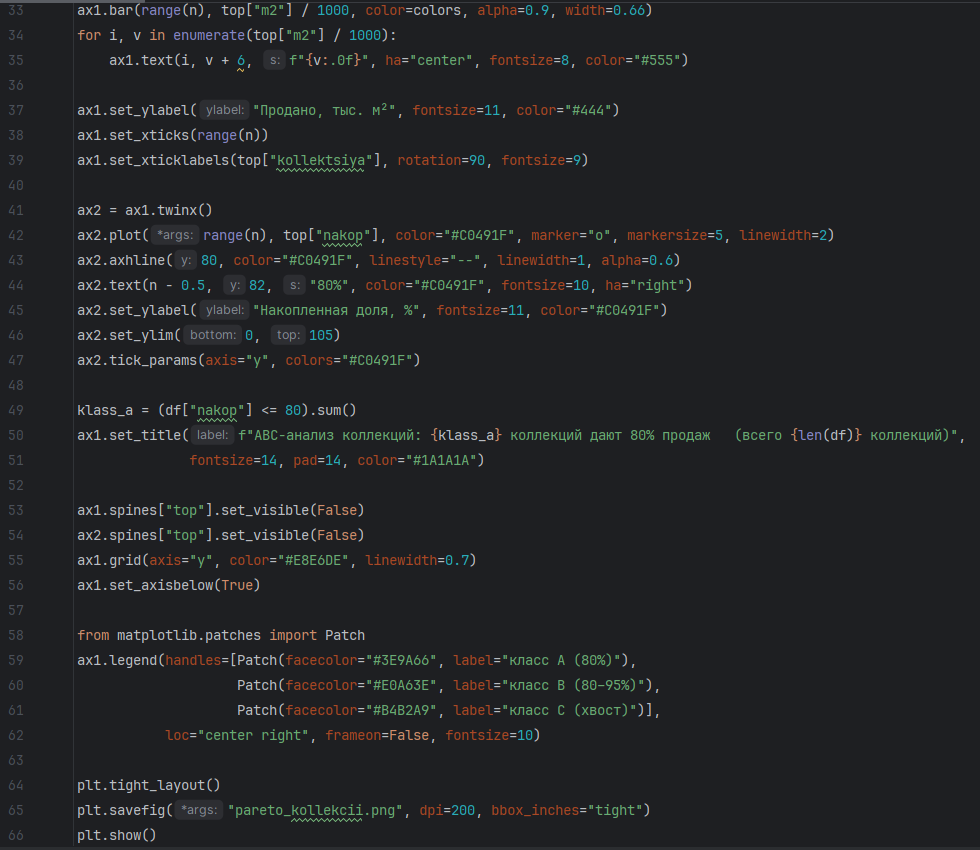 33 ax1.bar(range(n), top["m2"] / 1000, color=colors, alpha=0.9, width=0.66)
34 for i, v in enumerate(top["m2"] / 1000):
35     ax1.text(i, v + 6, s: f"{v:.0f}", ha="center", fontsize=8, color="#555")
36
37 ax1.set_ylabel( ylabel: "Продано, тыс. м²", fontsize=11, color="#444")
38 ax1.set_xticks(range(n))
39 ax1.set_xticklabels(top["kollektsiya"], rotation=90, fontsize=9)
40
41 ax2 = ax1.twinx()
42 ax2.plot( *args: range(n), top["nakop"], color="#C0491F", marker="o", markersize=5, linewidth=2)
43 ax2.axhline( y: 80, color="#C0491F", linestyle="--", linewidth=1, alpha=0.6)
44 ax2.text(n - 0.5, y: 82, s: "80%", color="#C0491F", fontsize=10, ha="right")
45 ax2.set_ylabel( ylabel: "Накопленная доля, %", fontsize=11, color="#C0491F")
46 ax2.set_ylim( bottom: 0, top: 105)
47 ax2.tick_params(axis="y", colors="#C0491F")
48
49 klass_a = (df["nakop"] <= 80).sum()
50 ax1.set_title( label: f"ABC-анализ коллекций: {klass_a} коллекций дают 80% продаж   (всего {len(df)} коллекций)",
51               fontsize=14, pad=14, color="#1A1A1A")
52
53 ax1.spines["top"].set_visible(False)
54 ax2.spines["top"].set_visible(False)
55 ax1.grid(axis="y", color="#E8E6DE", linewidth=0.7)
56 ax1.set_axisbelow(True)
57
58 from matplotlib.patches import Patch
59 ax1.legend(handles=[Patch(facecolor="#3E9A66", label="класс A (80%)"),
60                     Patch(facecolor="#E0A63E", label="класс B (80–95%)"),
61                     Patch(facecolor="#B4B2A9", label="класс C (хвост)")],
62            loc="center right", frameon=False, fontsize=10)
63
64 plt.tight_layout()
65 plt.savefig( *args: "pareto_kollekcii.png", dpi=200, bbox_inches="tight")
66 plt.show()